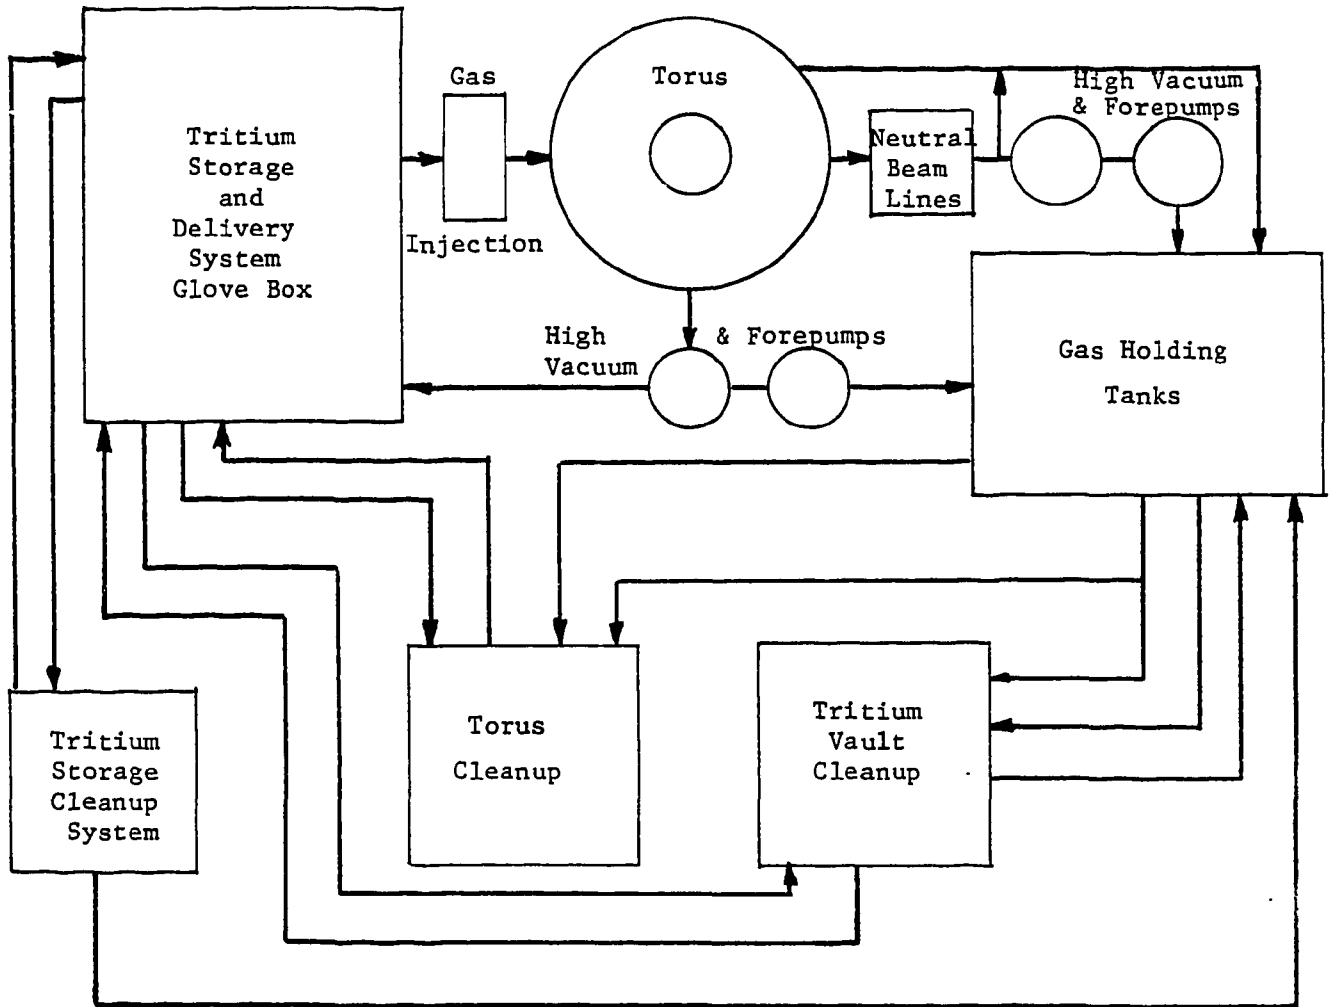 Tritium
Storage
and
Delivery
System
Glove Box
Gas
Injection
Torus
Neutral
Beam
Lines
High Vacuum
& Forepumps
High
Vacuum
& Forepumps
Gas Holding
Tanks
Tritium
Storage
Cleanup
System
Torus
Cleanup
Tritium
Vault
Cleanup